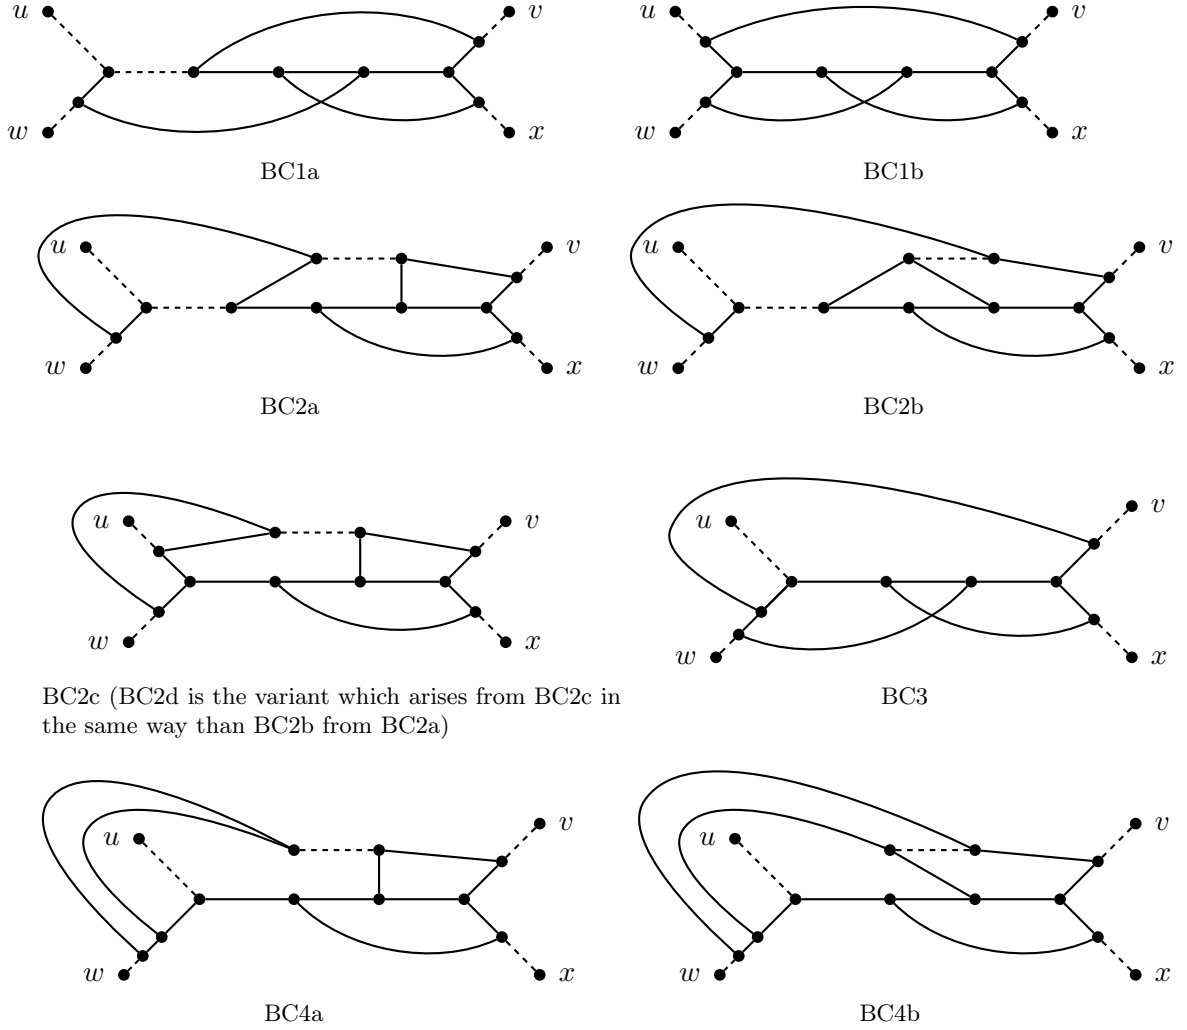 u v u v
w x w x
BC1a BC1b
u v u v
w x w x
BC2a BC2b
u v u v
w x w x
BC2c (BC2d is the variant which arises from BC2c in
the same way than BC2b from BC2a)
BC3
u v u v
w x w x
BC4a BC4b